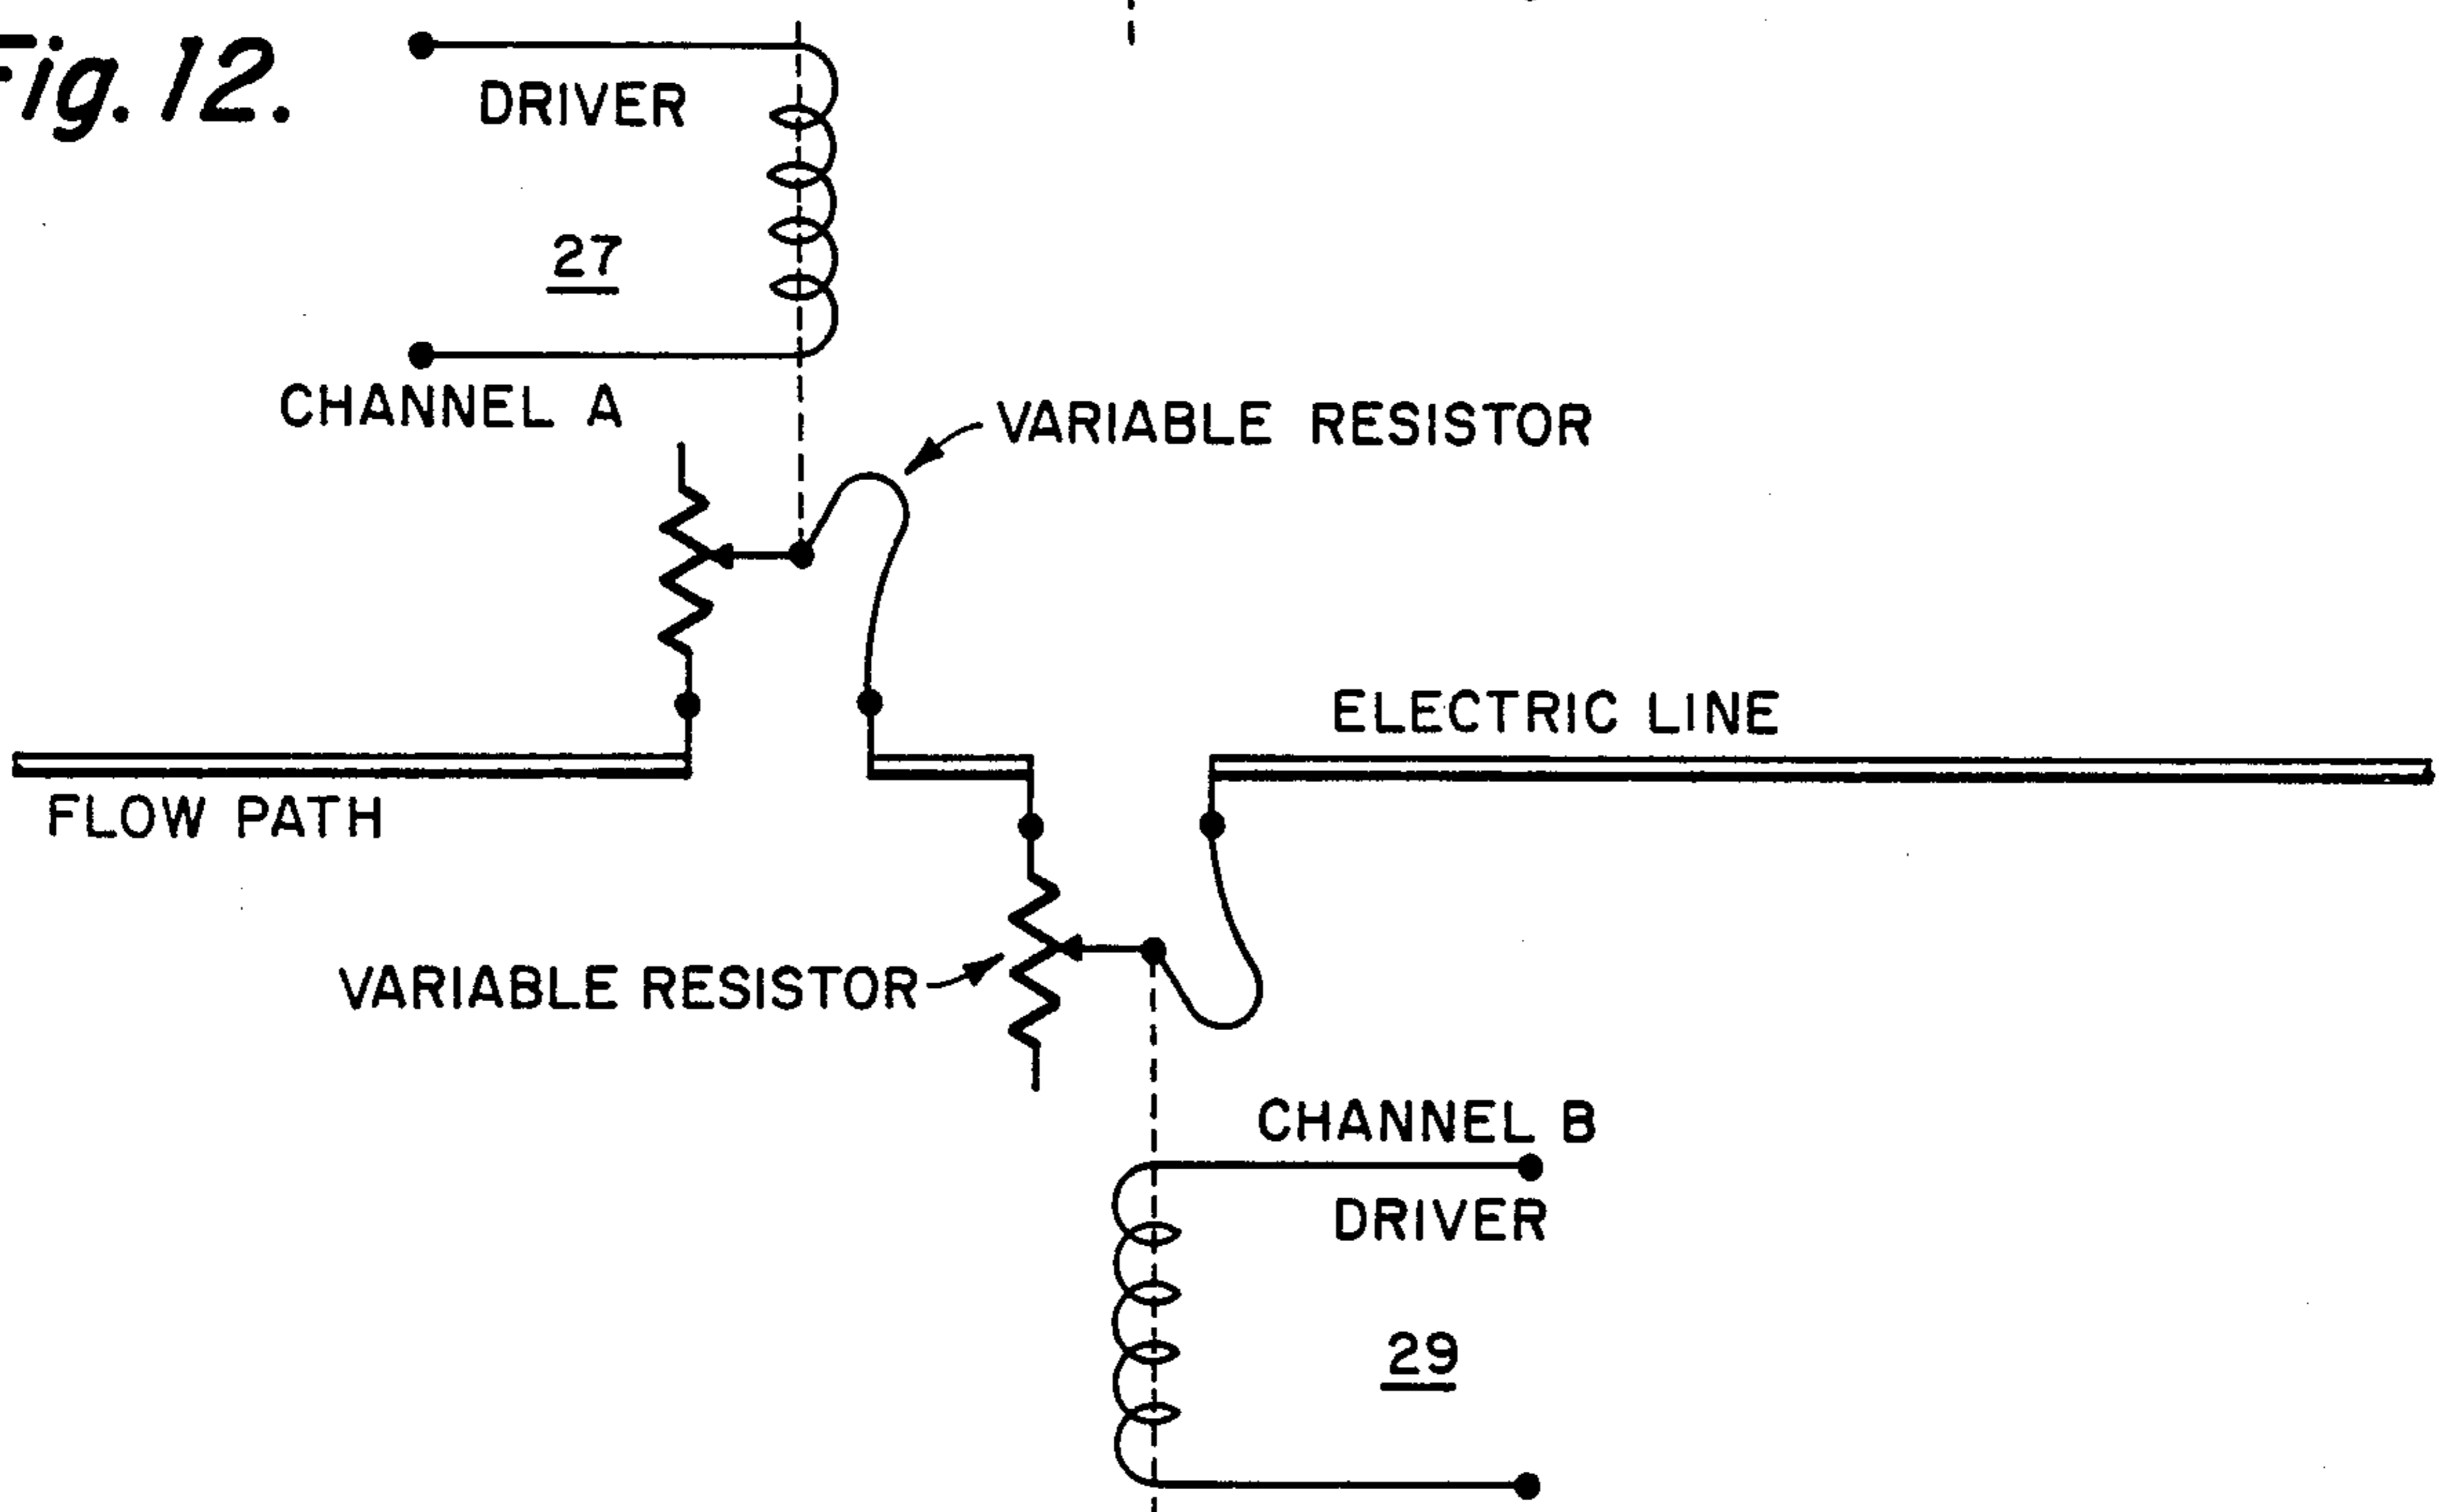 Fig. 12.
DRIVER
27
CHANNEL A
VARIABLE RESISTOR
ELECTRIC LINE
FLOW PATH
VARIABLE RESISTOR
CHANNEL B
DRIVER
29